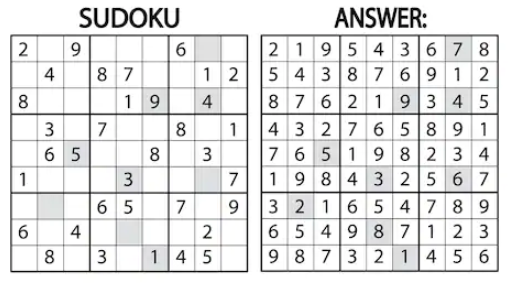 SUDOKU
2 9 6
4 8 7 1 2
8 1 9 4
3 7 8 1
6 5 8 3
1 3 7
6 5 7 9
6 4 2
8 3 1 4 5
ANSWER:
2 1 9 5 4 3 6 7 8
5 4 3 8 7 6 9 1 2
8 7 6 2 1 9 3 4 5
4 3 2 7 6 5 8 9 1
7 6 5 1 9 8 2 3 4
1 9 8 4 3 2 5 6 7
3 2 1 6 5 4 7 8 9
6 5 4 9 8 7 1 2 3
9 8 7 3 2 1 4 5 6